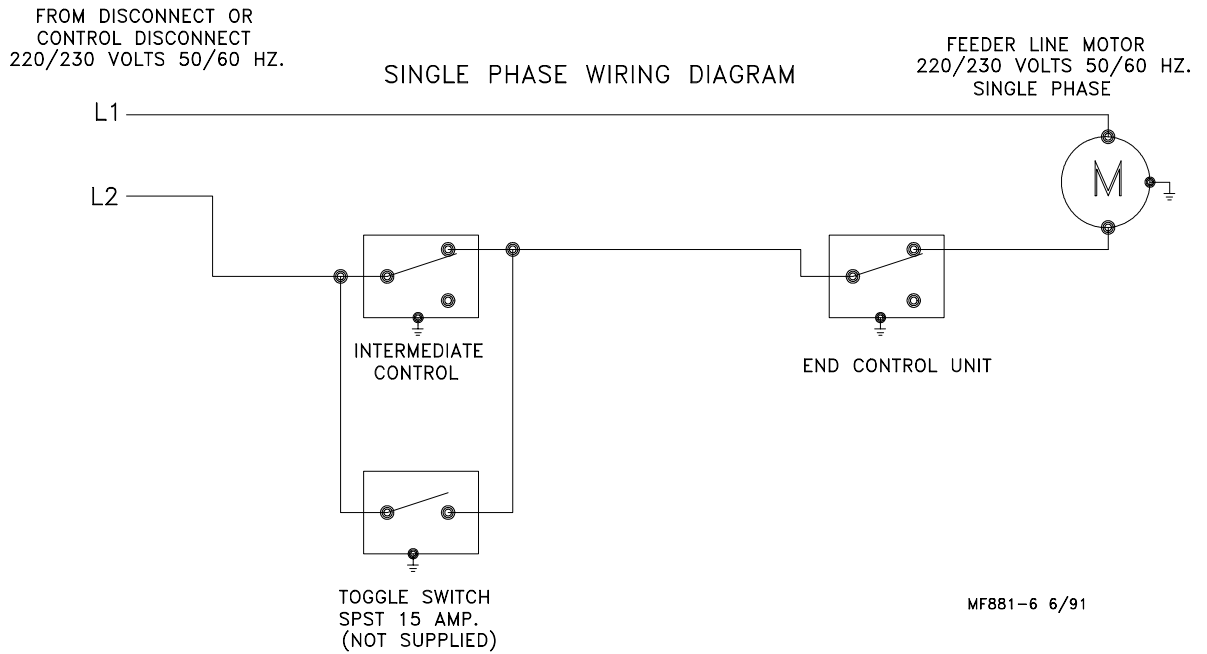 FROM DISCONNECT OR
CONTROL DISCONNECT
220/230 VOLTS 50/60 HZ.
SINGLE PHASE WIRING DIAGRAM
FEEDER LINE MOTOR
220/230 VOLTS 50/60 HZ.
SINGLE PHASE
L1
M
L2
INTERMEDIATE
CONTROL
END CONTROL UNIT
TOGGLE SWITCH
SPST 15 AMP.
(NOT SUPPLIED)
MF881-6 6/91